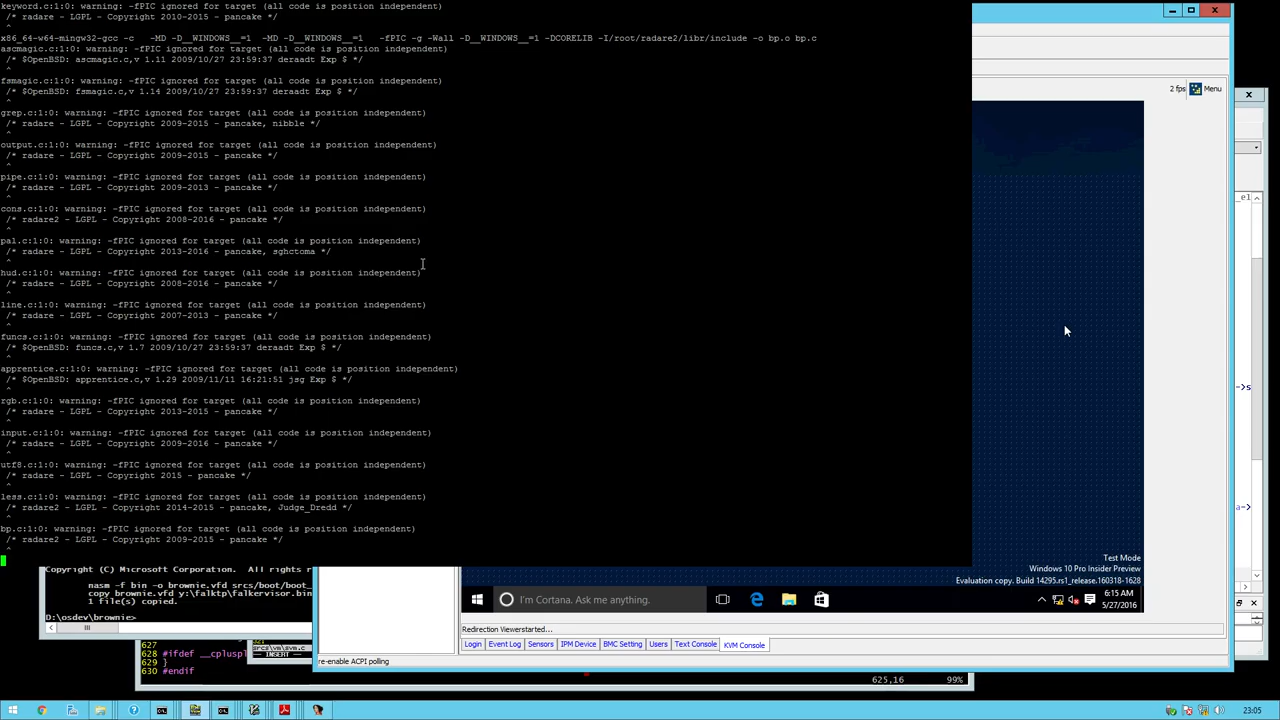 keyword.c:1:0: warning: -fPIC ignored for target (all code is position independent)
/* radare - LGPL - Copyright 2010-2015 - pancake */
^
x86_64-w64-mingw32-gcc -c   -MD -D__WINDOWS__=1  -MD -D__WINDOWS__=1   -fPIC -g -Wall -D__WINDOWS__=1 -DCORELIB -I/root/radare2/libr/include -o bp.o bp.c
ascmagic.c:1:0: warning: -fPIC ignored for target (all code is position independent)
/* $OpenBSD: ascmagic.c,v 1.11 2009/10/27 23:59:37 deraadt Exp $ */
^
fsmagic.c:1:0: warning: -fPIC ignored for target (all code is position independent)
/* $OpenBSD: fsmagic.c,v 1.14 2009/10/27 23:59:37 deraadt Exp $ */
^
grep.c:1:0: warning: -fPIC ignored for target (all code is position independent)
/* radare - LGPL - Copyright 2009-2015 - pancake, nibble */
^
output.c:1:0: warning: -fPIC ignored for target (all code is position independent)
/* radare - LGPL - Copyright 2009-2015 - pancake */
^
pipe.c:1:0: warning: -fPIC ignored for target (all code is position independent)
/* radare - LGPL - Copyright 2009-2013 - pancake */
^
cons.c:1:0: warning: -fPIC ignored for target (all code is position independent)
/* radare2 - LGPL - Copyright 2008-2016 - pancake */
^
pal.c:1:0: warning: -fPIC ignored for target (all code is position independent)
/* radare - LGPL - Copyright 2013-2016 - pancake, sghctoma */
^
hud.c:1:0: warning: -fPIC ignored for target (all code is position independent)
/* radare - LGPL - Copyright 2008-2016 - pancake */
^
line.c:1:0: warning: -fPIC ignored for target (all code is position independent)
/* radare - LGPL - Copyright 2007-2013 - pancake */
^
funcs.c:1:0: warning: -fPIC ignored for target (all code is position independent)
/* $OpenBSD: funcs.c,v 1.7 2009/10/27 23:59:37 deraadt Exp $ */
^
apprentice.c:1:0: warning: -fPIC ignored for target (all code is position independent)
/* $OpenBSD: apprentice.c,v 1.29 2009/11/11 16:21:51 jsg Exp $ */
^
rgb.c:1:0: warning: -fPIC ignored for target (all code is position independent)
/* radare - LGPL - Copyright 2013-2015 - pancake */
^
input.c:1:0: warning: -fPIC ignored for target (all code is position independent)
/* radare - LGPL - Copyright 2009-2016 - pancake */
^
utf8.c:1:0: warning: -fPIC ignored for target (all code is position independent)
/* radare - LGPL - Copyright 2015 - pancake */
^
less.c:1:0: warning: -fPIC ignored for target (all code is position independent)
/* radare2 - LGPL - Copyright 2014-2015 - pancake, Judge_Dredd */
^
bp.c:1:0: warning: -fPIC ignored for target (all code is position independent)
/* radare2 - LGPL - Copyright 2009-2015 - pancake */
^
2 fps Menu
_el
->s
a->
Test Mode
Windows 10 Pro Insider Preview
Evaluation copy. Build 14295.rs1_release.160318-1628
I'm Cortana. Ask me anything.
6:15 AM
5/27/2016
Redirection Viewerstarted...
Login Event Log Sensors IPM Device BMC Setting Users Text Console KVM Console
re-enable ACPI polling
Copyright (C) Microsoft Corporation. All rights r
nasm -f bin -o brownie.vfd srcs/boot/boot_
copy brownie.vfd y:\falktp\falkervisor.
1 file(s) copied.
D:\osdev\brownie>
627
628 #ifdef __cpluspl
629 }
630 #endif
srcs\vm\svm.c
-- INSERT --
625,16 99%
23:05